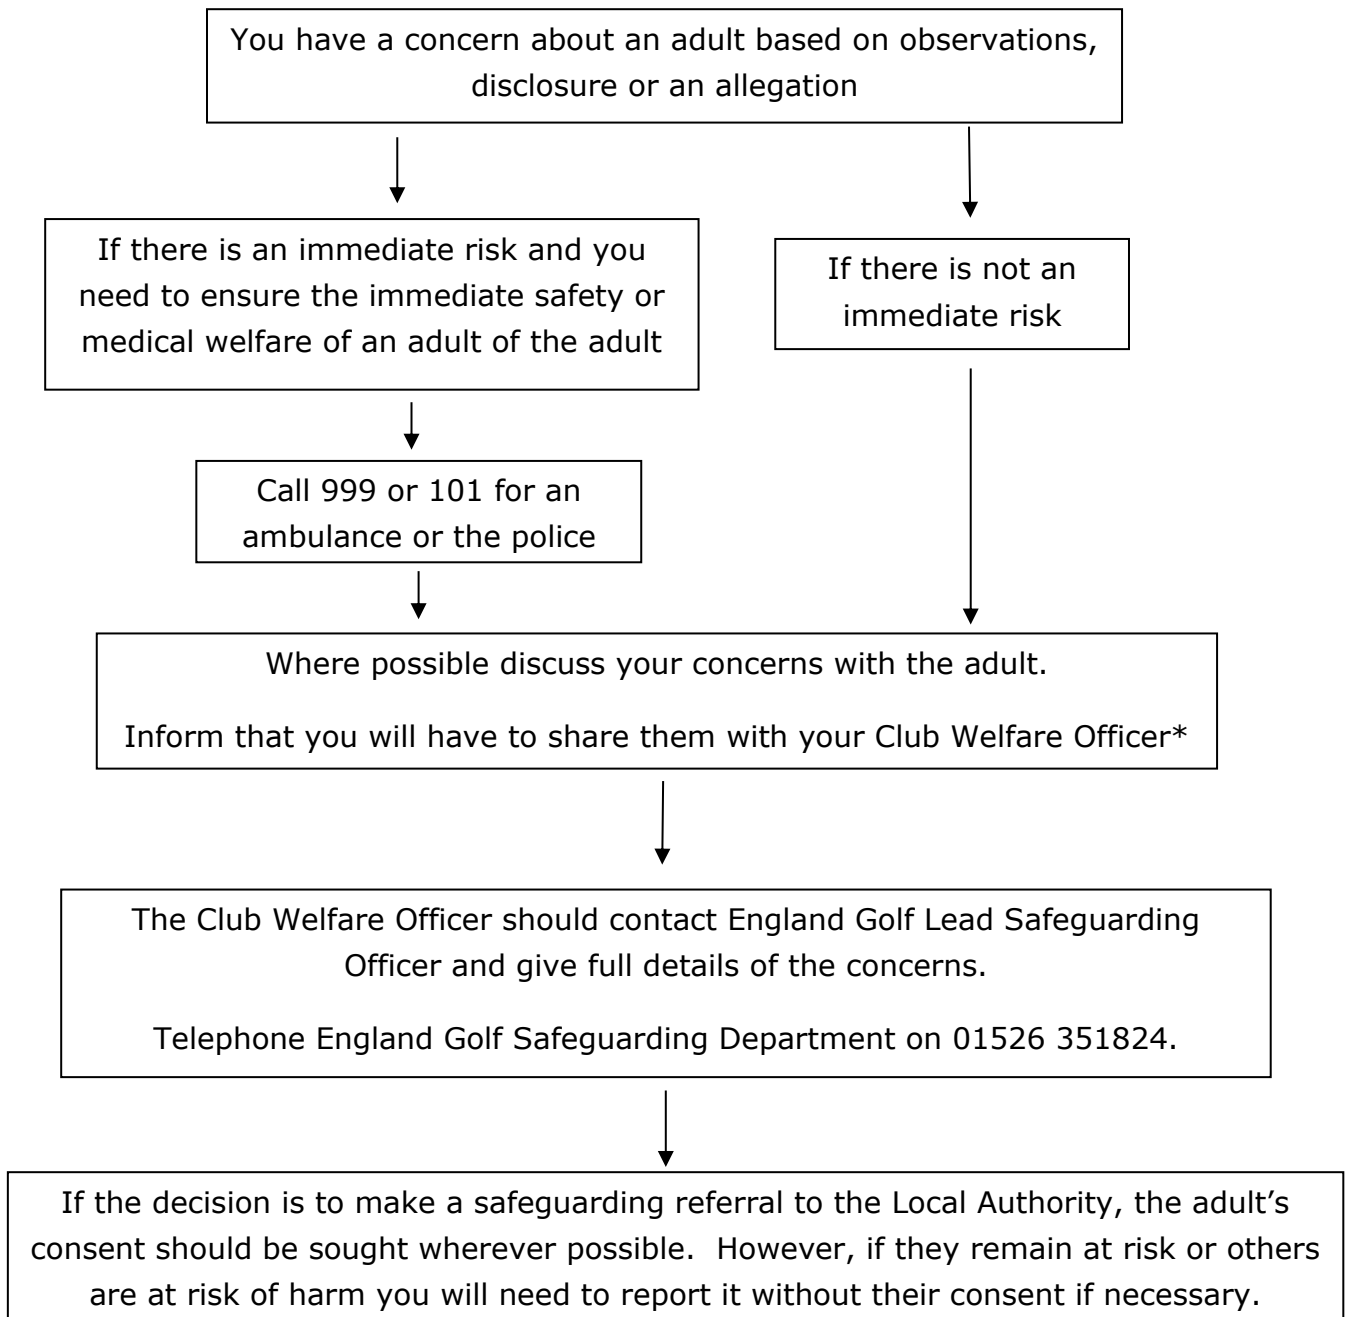 You have a concern about an adult based on observations,
disclosure or an allegation
If there is an immediate risk and you
need to ensure the immediate safety or
medical welfare of an adult of the adult
If there is not an
immediate risk
Call 999 or 101 for an
ambulance or the police
Where possible discuss your concerns with the adult.
Inform that you will have to share them with your Club Welfare Officer*
The Club Welfare Officer should contact England Golf Lead Safeguarding
Officer and give full details of the concerns.
Telephone England Golf Safeguarding Department on 01526 351824.
If the decision is to make a safeguarding referral to the Local Authority, the adult’s
consent should be sought wherever possible.  However, if they remain at risk or others
are at risk of harm you will need to report it without their consent if necessary.